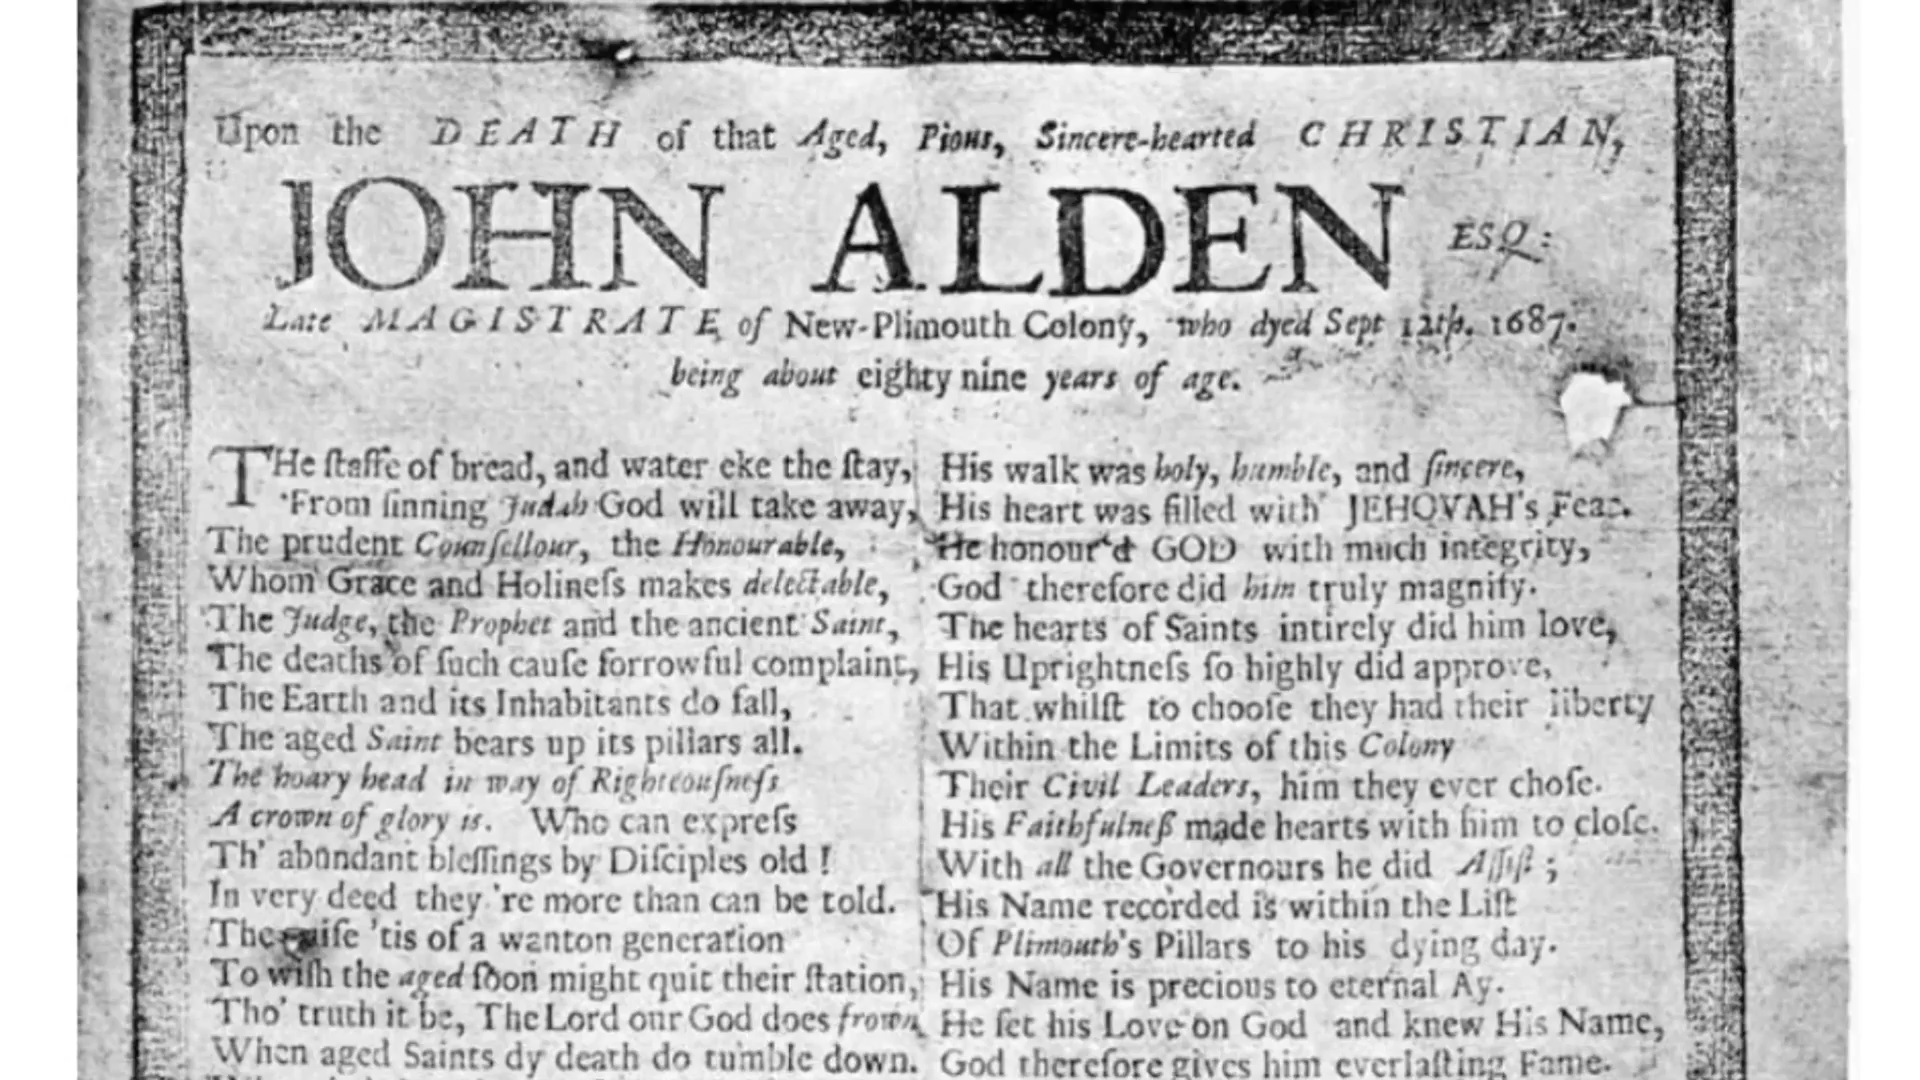 Upon the DEATH of that Aged, Pious, Sincere-hearted CHRISTIAN,
JOHN ALDEN ESQ:
Late MAGISTRATE of New-Plimouth Colony, who dyed Sept 12th. 1687.
being about eighty nine years of age.
THe ſtaffe of bread, and water eke the ſtay,
From ſinning Judah God will take away,
The prudent Counſellour, the Honourable,
Whom Grace and Holineſs makes delectable,
The Judge, the Prophet and the ancient Saint,
The deaths of ſuch cauſe ſorrowful complaint,
The Earth and its Inhabitants do fall,
The aged Saint bears up its pillars all.
The hoary head in way of Righteouſneſs
A crown of glory is. Who can expreſs
Th' abundant bleſſings by Diſciples old !
In very deed they 're more than can be told.
The guiſe 'tis of a wanton generation
To wiſh the aged ſoon might quit their ſtation,
Tho' truth it be, The Lord our God does frown
When aged Saints dy death do tumble down.
His walk was holy, humble, and ſincere,
His heart was filled with JEHOVAH's Fear.
He honour'd GOD with much integrity,
God therefore did him truly magnify.
The hearts of Saints intirely did him love,
His Uprightneſs ſo highly did approve,
That whilſt to chooſe they had their liberty
Within the Limits of this Colony
Their Civil Leaders, him they ever choſe.
His Faithfulneß made hearts with him to cloſe.
With all the Governours he did Aſſiſt ;
His Name recorded is within the Liſt
Of Plimouth's Pillars to his dying day.
His Name is precious to eternal Ay.
He ſet his Love on God and knew His Name,
God therefore gives him everlaſting Fame.